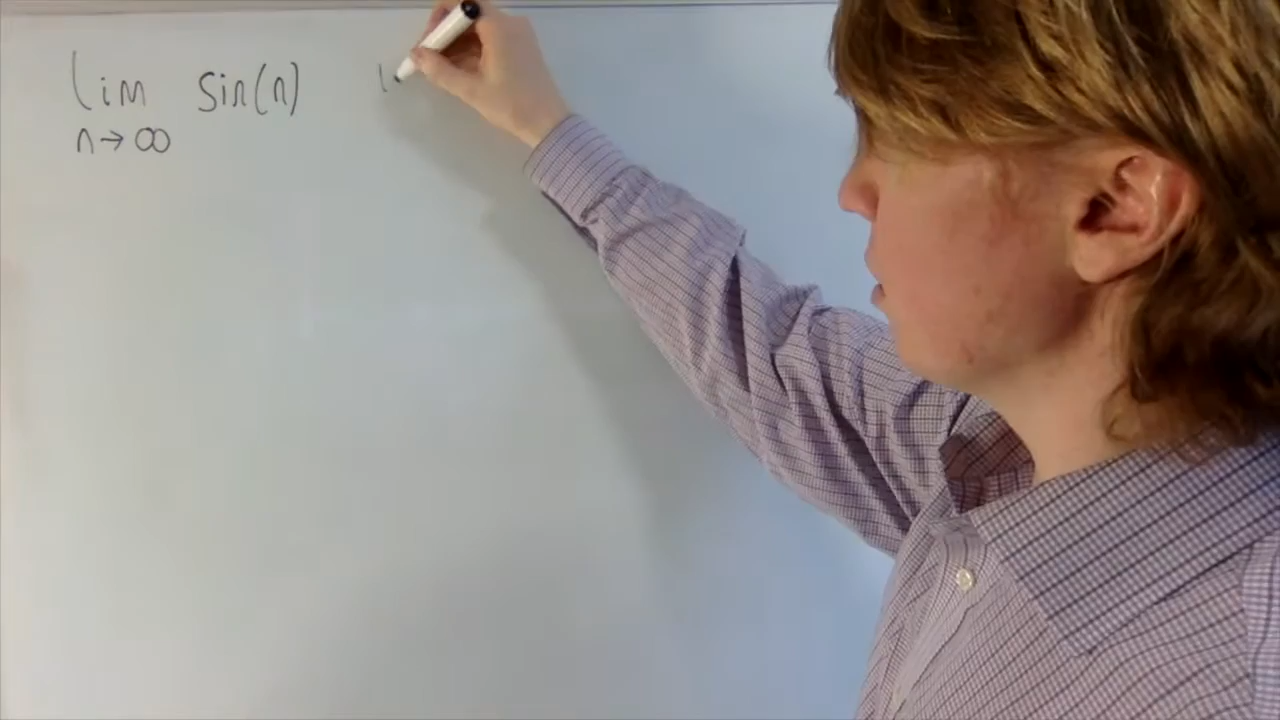 lim sin(n)
n→∞